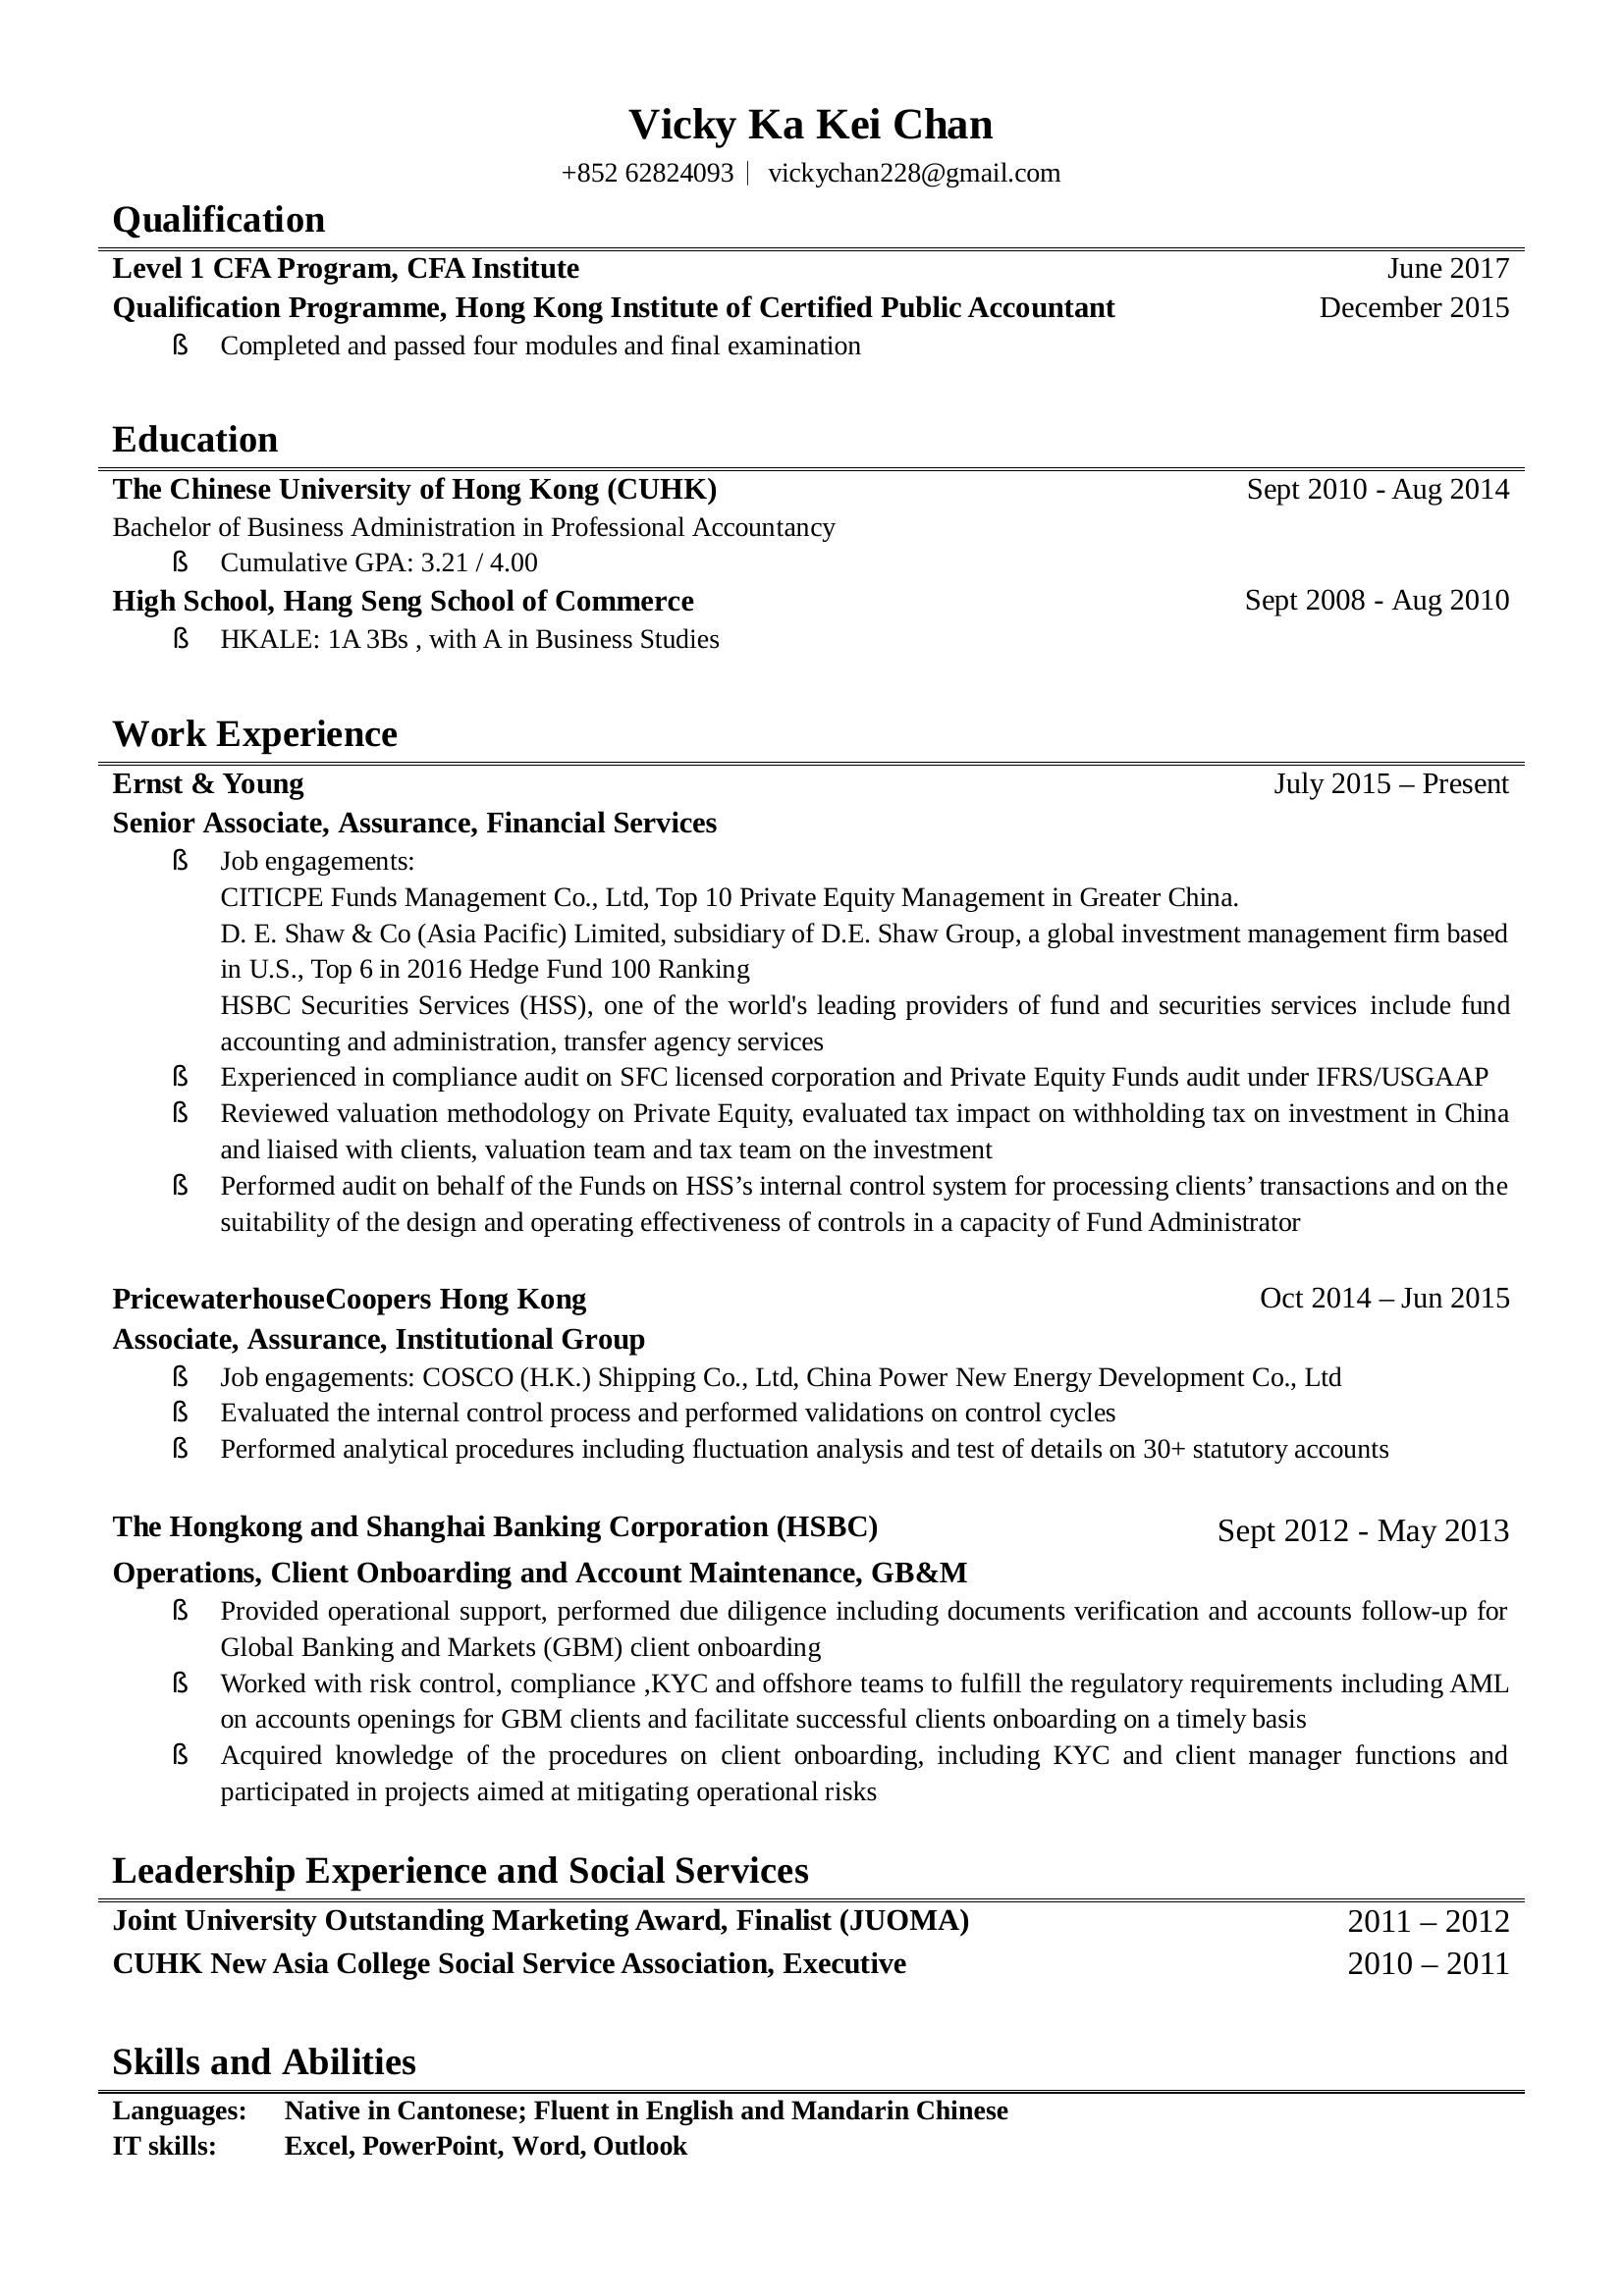 Vicky Ka Kei Chan
+852 62824093 | vickychan228@gmail.com
Qualification
Level 1 CFA Program, CFA Institute June 2017
Qualification Programme, Hong Kong Institute of Certified Public Accountant December 2015
ß Completed and passed four modules and final examination
Education
The Chinese University of Hong Kong (CUHK) Sept 2010 - Aug 2014
Bachelor of Business Administration in Professional Accountancy
ß Cumulative GPA: 3.21 / 4.00
High School, Hang Seng School of Commerce Sept 2008 - Aug 2010
ß HKALE: 1A 3Bs , with A in Business Studies
Work Experience
Ernst & Young July 2015 – Present
Senior Associate, Assurance, Financial Services
ß Job engagements:
CITICPE Funds Management Co., Ltd, Top 10 Private Equity Management in Greater China.
D. E. Shaw & Co (Asia Pacific) Limited, subsidiary of D.E. Shaw Group, a global investment management firm based
in U.S., Top 6 in 2016 Hedge Fund 100 Ranking
HSBC Securities Services (HSS), one of the world's leading providers of fund and securities services include fund
accounting and administration, transfer agency services
ß Experienced in compliance audit on SFC licensed corporation and Private Equity Funds audit under IFRS/USGAAP
ß Reviewed valuation methodology on Private Equity, evaluated tax impact on withholding tax on investment in China
and liaised with clients, valuation team and tax team on the investment
ß Performed audit on behalf of the Funds on HSS’s internal control system for processing clients’ transactions and on the
suitability of the design and operating effectiveness of controls in a capacity of Fund Administrator
PricewaterhouseCoopers Hong Kong Oct 2014 – Jun 2015
Associate, Assurance, Institutional Group
ß Job engagements: COSCO (H.K.) Shipping Co., Ltd, China Power New Energy Development Co., Ltd
ß Evaluated the internal control process and performed validations on control cycles
ß Performed analytical procedures including fluctuation analysis and test of details on 30+ statutory accounts
The Hongkong and Shanghai Banking Corporation (HSBC) Sept 2012 - May 2013
Operations, Client Onboarding and Account Maintenance, GB&M
ß Provided operational support, performed due diligence including documents verification and accounts follow-up for
Global Banking and Markets (GBM) client onboarding
ß Worked with risk control, compliance ,KYC and offshore teams to fulfill the regulatory requirements including AML
on accounts openings for GBM clients and facilitate successful clients onboarding on a timely basis
ß Acquired knowledge of the procedures on client onboarding, including KYC and client manager functions and
participated in projects aimed at mitigating operational risks
Leadership Experience and Social Services
Joint University Outstanding Marketing Award, Finalist (JUOMA) 2011 – 2012
CUHK New Asia College Social Service Association, Executive 2010 – 2011
Skills and Abilities
Languages: Native in Cantonese; Fluent in English and Mandarin Chinese
IT skills: Excel, PowerPoint, Word, Outlook